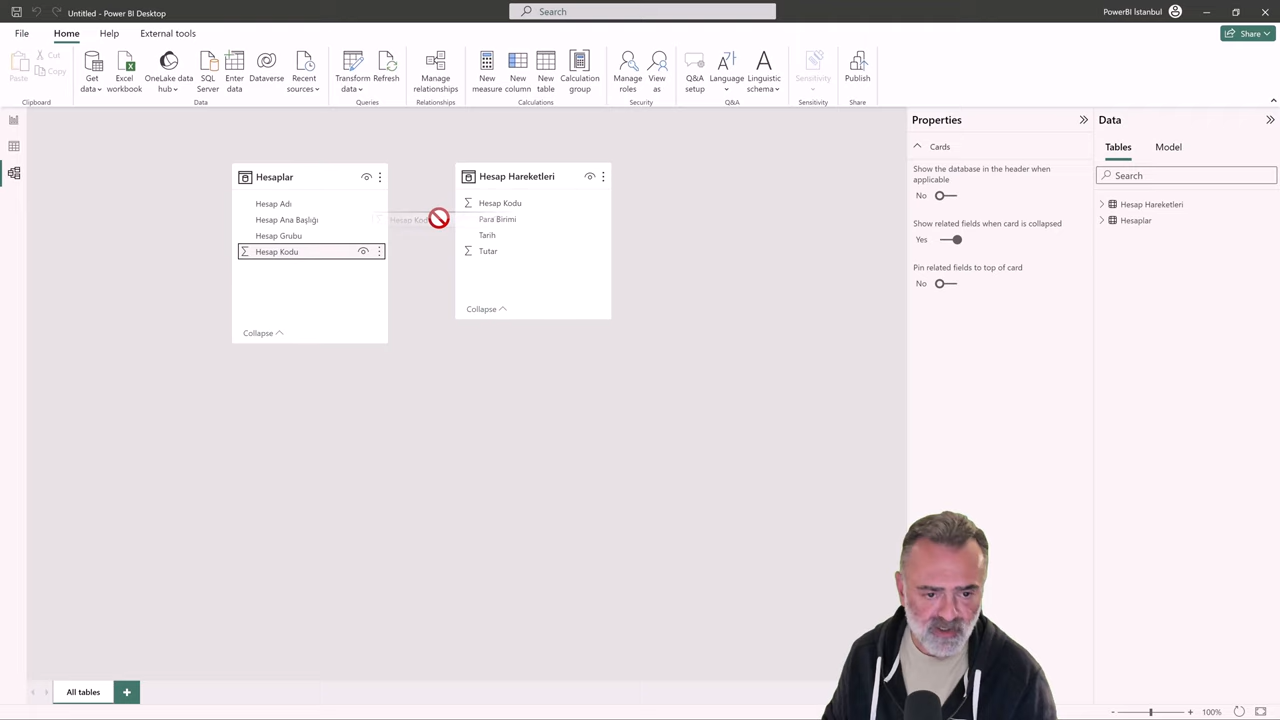 Untitled - Power BI Desktop
Search
PowerBI İstanbul
File
Home
Help
External tools
Share
Paste
Cut
Copy
Get data
Excel workbook
OneLake data hub
SQL Server
Enter data
Dataverse
Recent sources
Transform data
Refresh
Manage relationships
New measure
New column
New table
Calculation group
Manage roles
View as
Q&A setup
Language
Linguistic schema
Sensitivity
Publish
Clipboard
Data
Queries
Relationships
Calculations
Security
Q&A
Sensitivity
Share
Hesaplar
Hesap Adı
Hesap Ana Başlığı
Hesap Grubu
Hesap Kodu
Collapse
Hesap Hareketleri
Hesap Kodu
Para Birimi
Tarih
Tutar
Collapse
Properties
Cards
Show the database in the header when
applicable
No
Show related fields when card is collapsed
Yes
Pin related fields to top of card
No
Data
Tables
Model
Search
Hesap Hareketleri
Hesaplar
All tables
100%